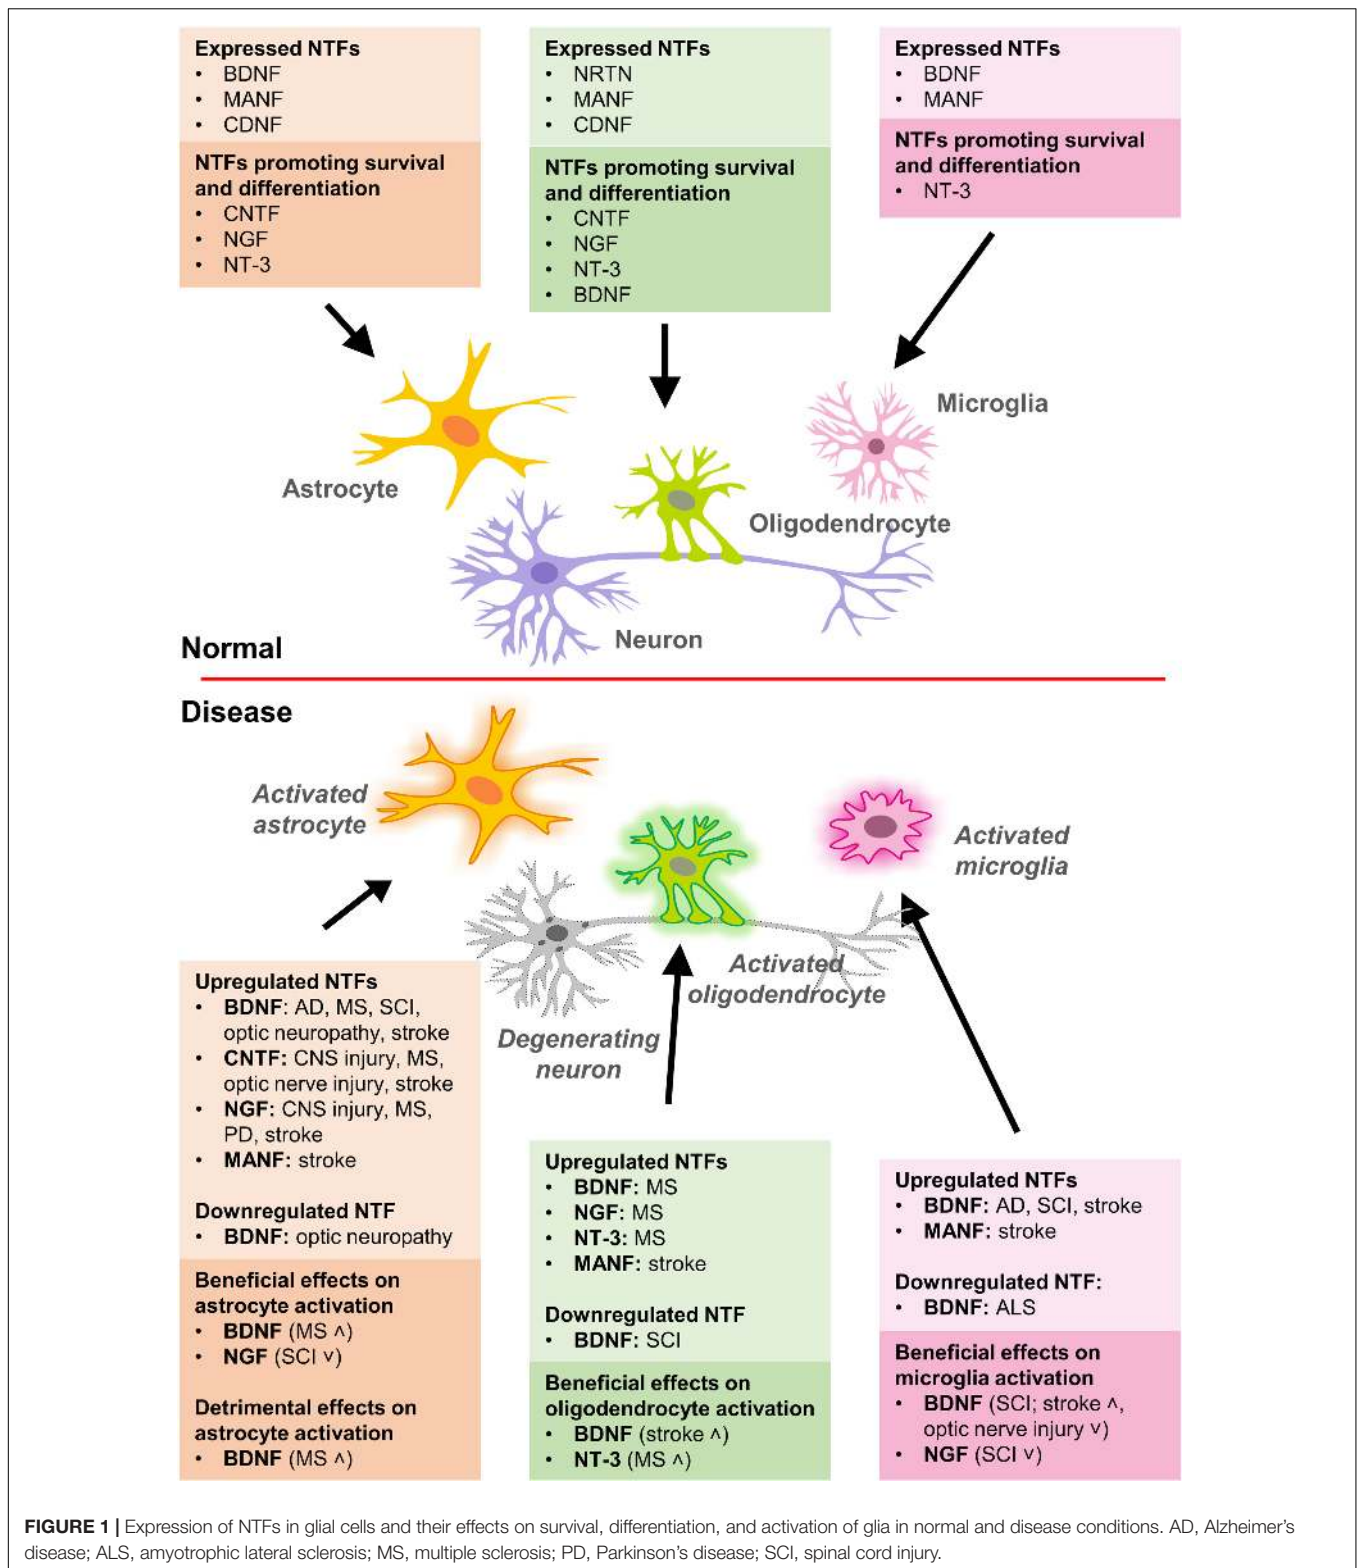 Expressed NTFs
• BDNF
• MANF
• CDNF
NTFs promoting survival
and differentiation
• CNTF
• NGF
• NT-3
Expressed NTFs
• NRTN
• MANF
• CDNF
NTFs promoting survival
and differentiation
• CNTF
• NGF
• NT-3
• BDNF
Expressed NTFs
• BDNF
• MANF
NTFs promoting survival
and differentiation
• NT-3
Microglia
Astrocyte
Oligodendrocyte
Neuron
Normal
Disease
Activated
astrocyte
Activated
microglia
Activated
oligodendrocyte
Degenerating
neuron
Upregulated NTFs
• BDNF: AD, MS, SCI,
optic neuropathy, stroke
• CNTF: CNS injury, MS,
optic nerve injury, stroke
• NGF: CNS injury, MS,
PD, stroke
• MANF: stroke
Downregulated NTF
• BDNF: optic neuropathy
Beneficial effects on
astrocyte activation
• BDNF (MS ˄)
• NGF (SCI ˅)
Detrimental effects on
astrocyte activation
• BDNF (MS ˄)
Upregulated NTFs
• BDNF: MS
• NGF: MS
• NT-3: MS
• MANF: stroke
Downregulated NTF
• BDNF: SCI
Beneficial effects on
oligodendrocyte activation
• BDNF (stroke ˄)
• NT-3 (MS ˄)
Upregulated NTFs
• BDNF: AD, SCI, stroke
• MANF: stroke
Downregulated NTF:
• BDNF: ALS
Beneficial effects on
microglia activation
• BDNF (SCI; stroke ˄,
optic nerve injury ˅)
• NGF (SCI ˅)
FIGURE 1 | Expression of NTFs in glial cells and their effects on survival, differentiation, and activation of glia in normal and disease conditions. AD, Alzheimer's
disease; ALS, amyotrophic lateral sclerosis; MS, multiple sclerosis; PD, Parkinson's disease; SCI, spinal cord injury.